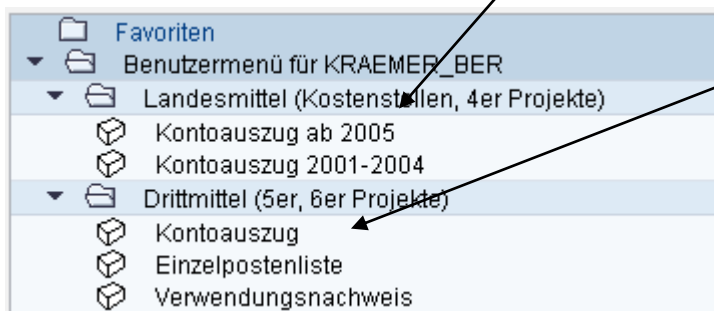 Favoriten
Benutzermenü für KRAEMER_BER
Landesmittel (Kostenstellen, 4er Projekte)
Kontoauszug ab 2005
Kontoauszug 2001-2004
Drittmittel (5er, 6er Projekte)
Kontoauszug
Einzelpostenliste
Verwendungsnachweis